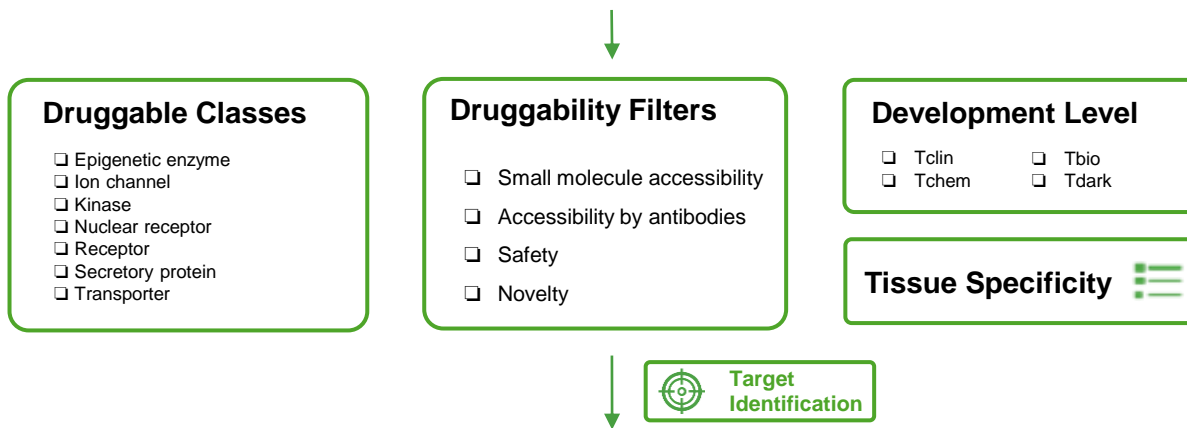 Druggable Classes
❑ Epigenetic enzyme
❑ Ion channel
❑ Kinase
❑ Nuclear receptor
❑ Receptor
❑ Secretory protein
❑ Transporter
Druggability Filters
❑ Small molecule accessibility
❑ Accessibility by antibodies
❑ Safety
❑ Novelty
Development Level
❑ Tclin ❑ Tbio
❑ Tchem ❑ Tdark
Tissue Specificity
Target
Identification